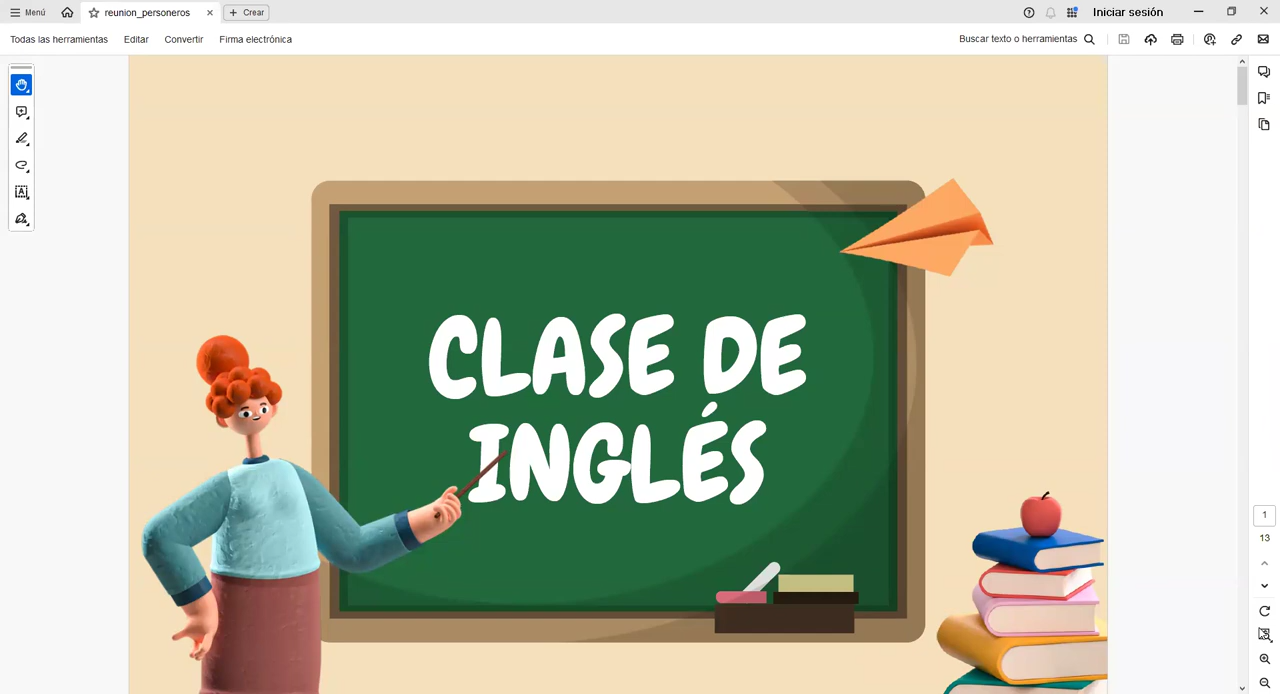 Menú
reunion_personeros
Crear
Iniciar sesión
Todas las herramientas
Editar
Convertir
Firma electrónica
Buscar texto o herramientas
CLASE DE
INGLÉS
1
13